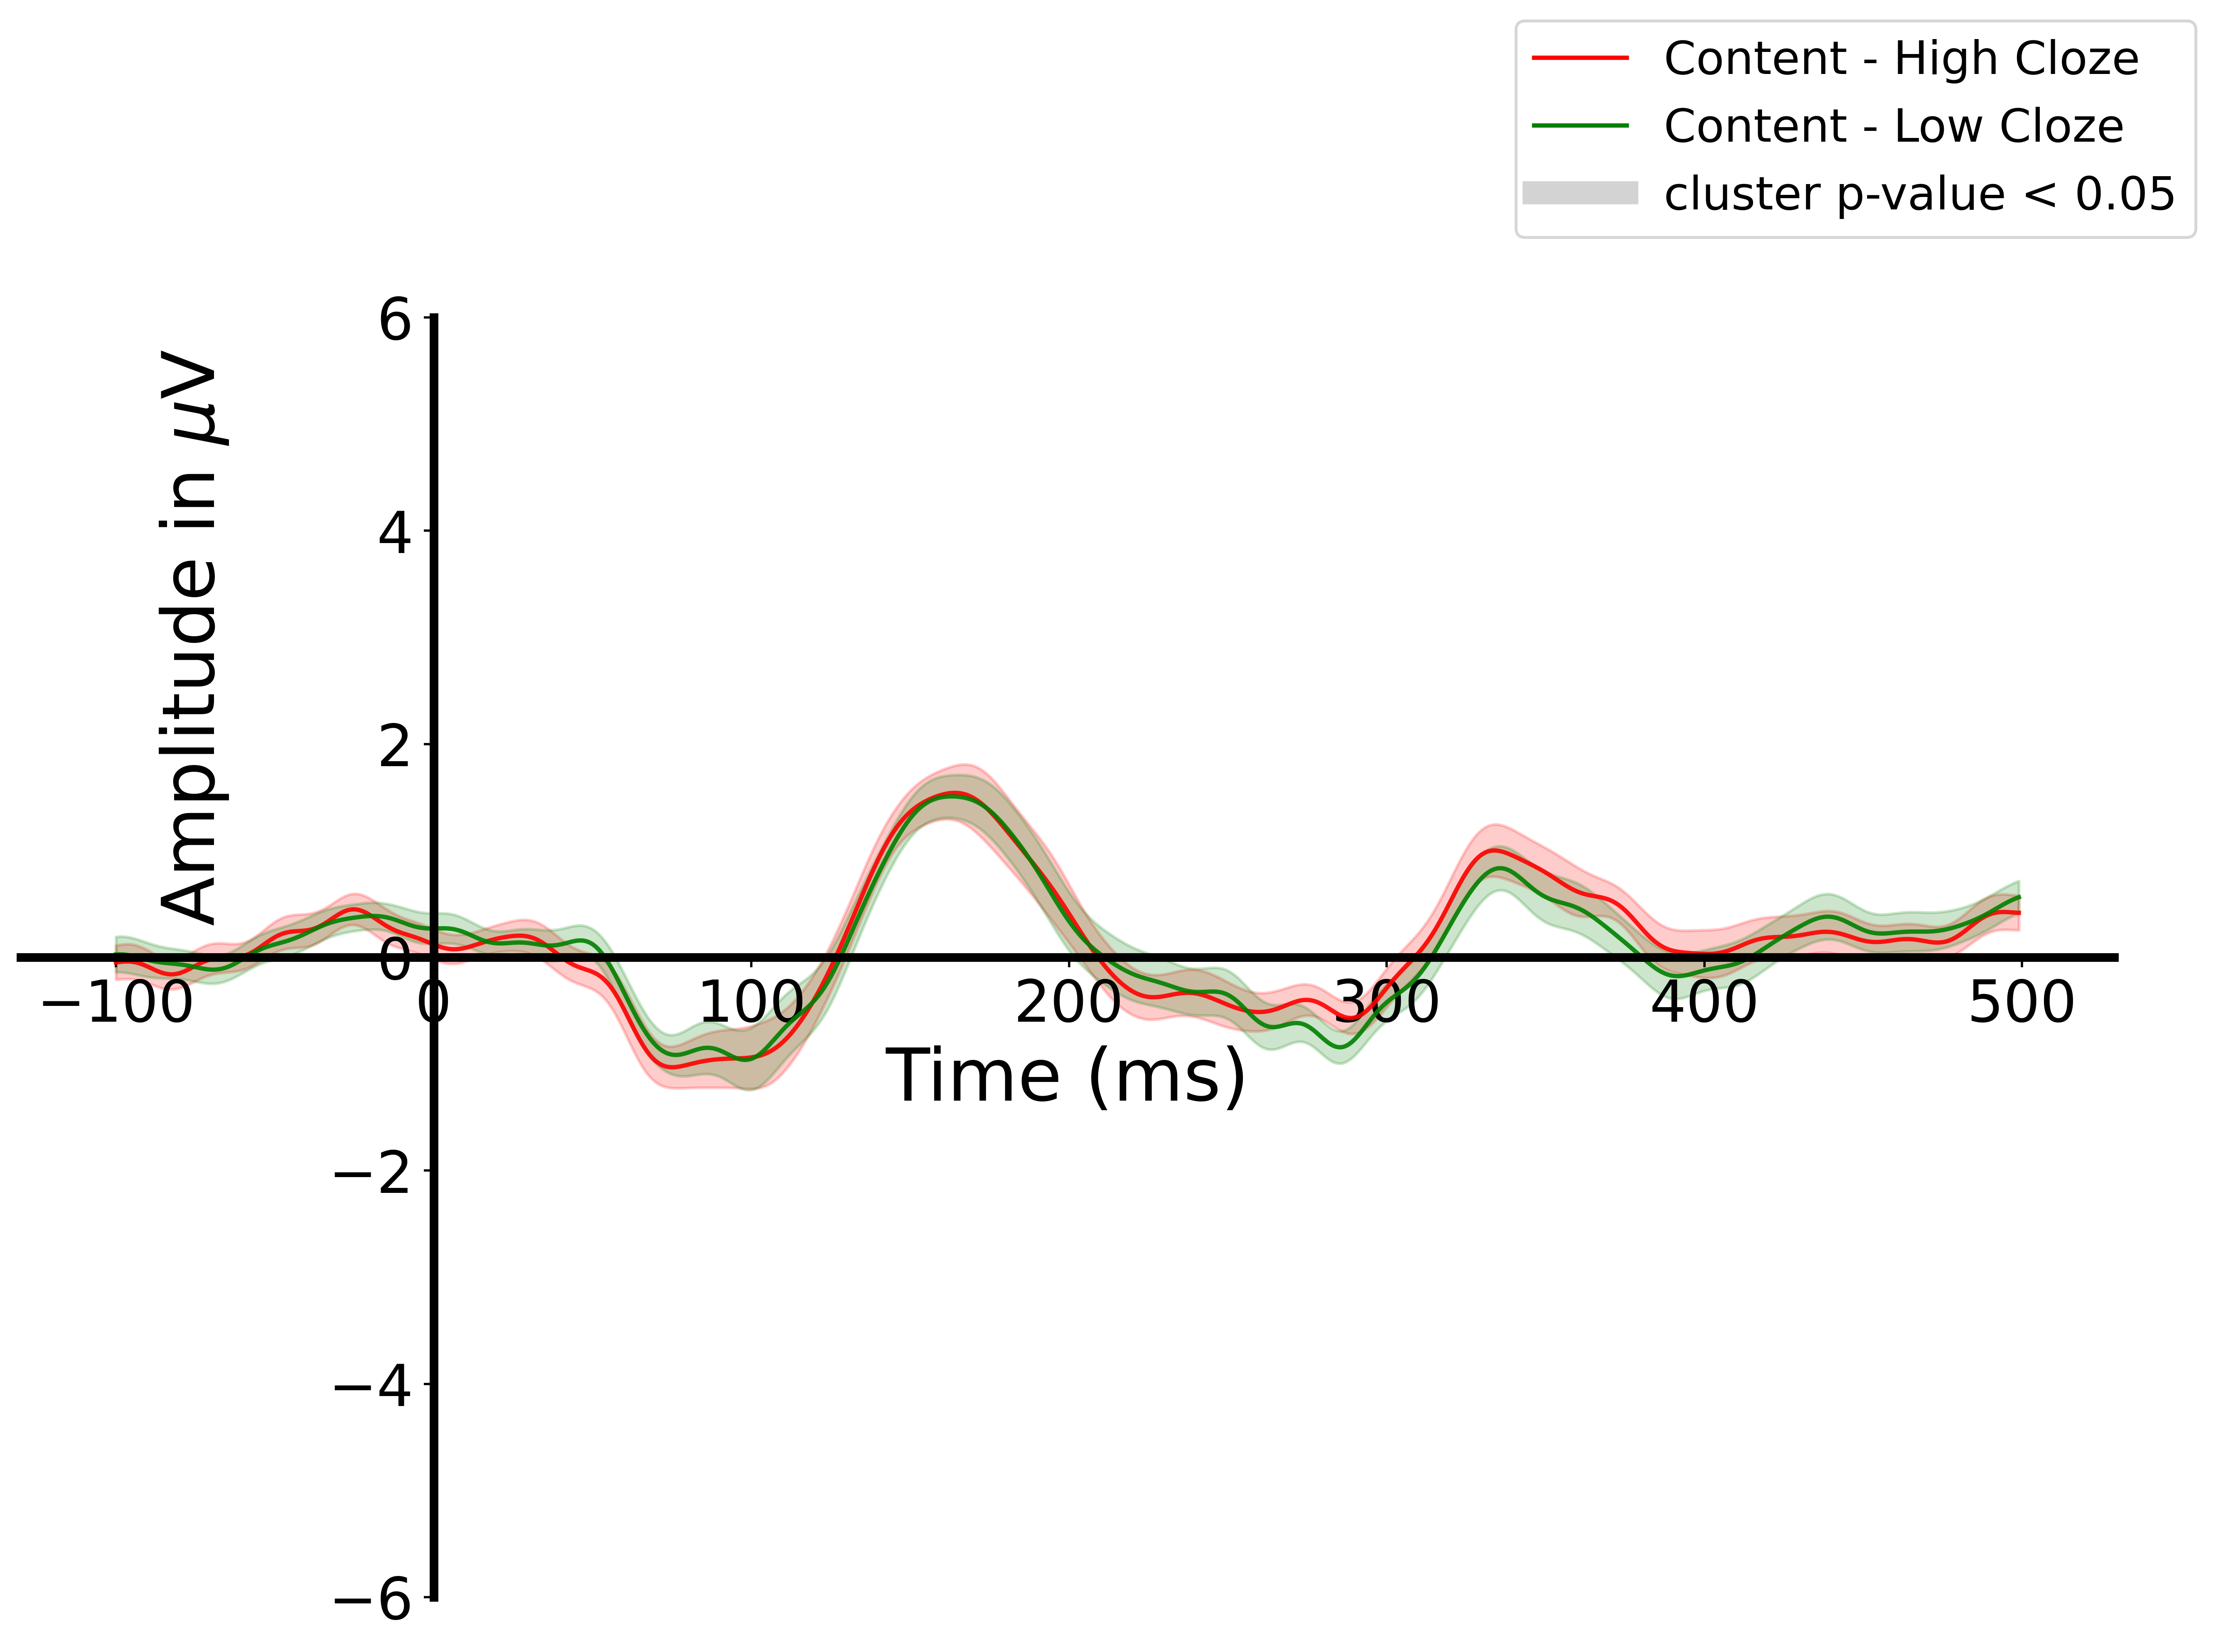 Content - High Cloze
Content - Low Cloze
cluster p-value < 0.05
Amplitude in μV
6
4
2
0
−2
−4
−6
−100 0 100 200 300 400 500
Time (ms)